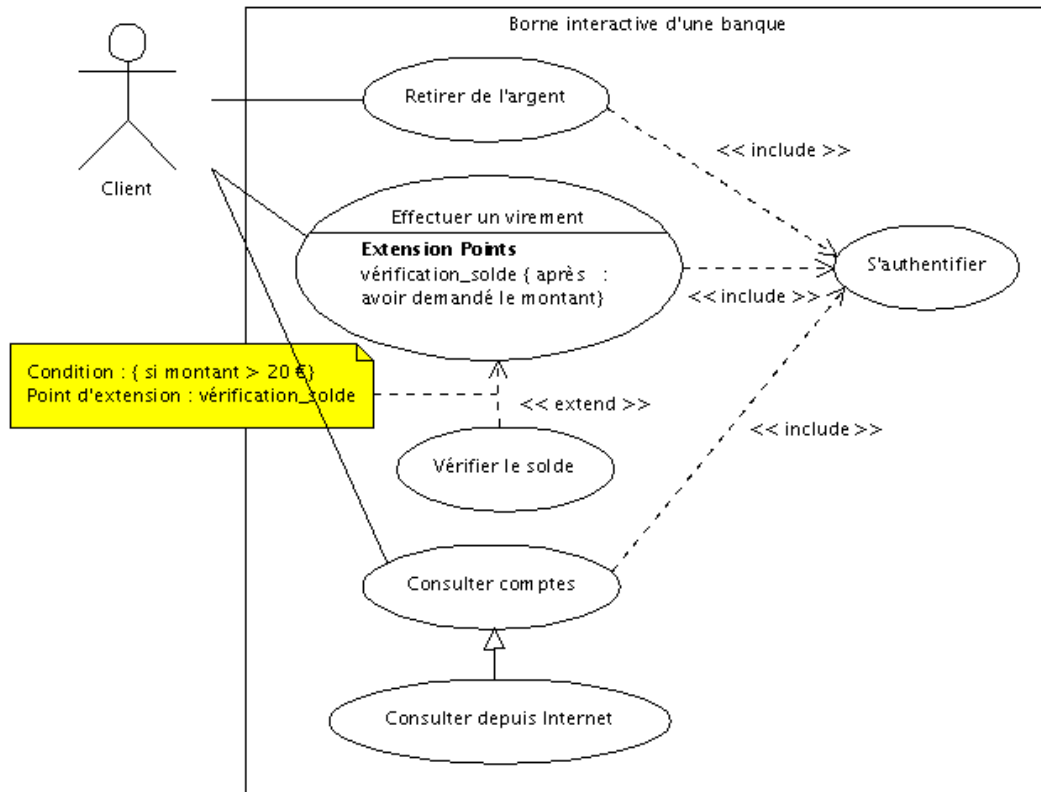 Borne interactive d'une banque
Retirer de l'argent
<< include >>
Client
Effectuer un virement
Extension Points
vérification_solde { après :
avoir demandé le montant}
S'authentifier
<< include >>
Condition : { si montant > 20 €}
Point d'extension : vérification_solde
<< extend >>
<< include >>
Vérifier le solde
Consulter comptes
Consulter depuis Internet